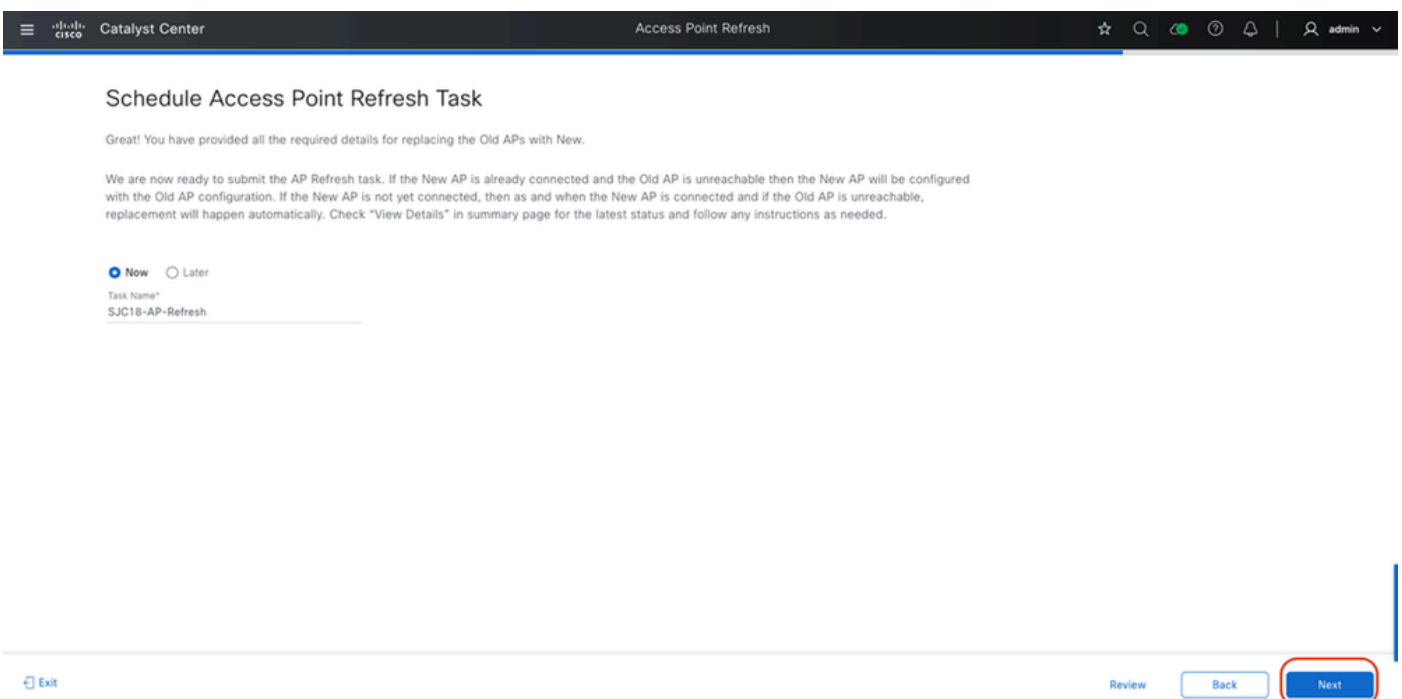 cisco Catalyst Center Access Point Refresh admin
Schedule Access Point Refresh Task
Great! You have provided all the required details for replacing the Old APs with New.
We are now ready to submit the AP Refresh task. If the New AP is already connected and the Old AP is unreachable then the New AP will be configured
with the Old AP configuration. If the New AP is not yet connected, then as and when the New AP is connected and if the Old AP is unreachable,
replacement will happen automatically. Check "View Details" in summary page for the latest status and follow any instructions as needed.
Now Later
Task Name*
SJC18-AP-Refresh
Exit Review Back Next